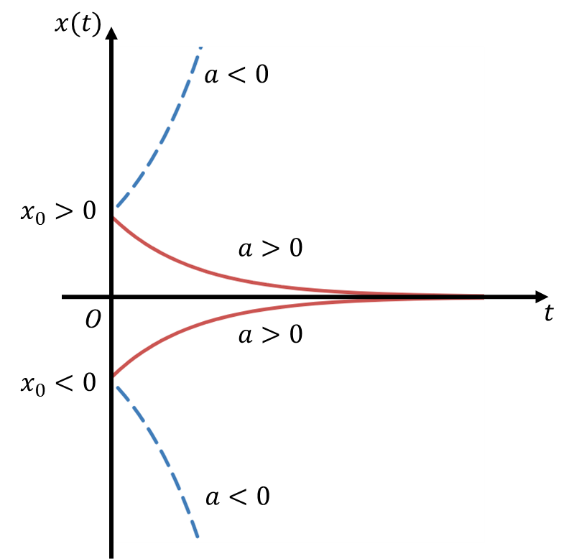 x(t)
a < 0
x₀ > 0
a > 0
O
t
a > 0
x₀ < 0
a < 0